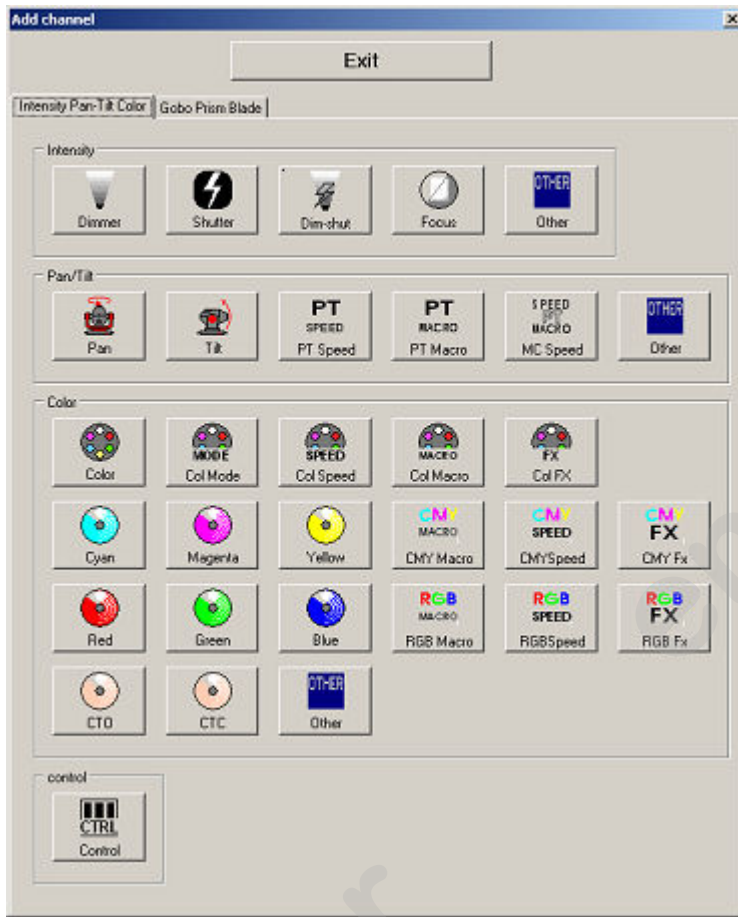 Add channel
Exit
Intensity Pan-Tilt Color Gobo Prism Blade
Intensity
OTHER
Dimmer Shutter Dim-shut Focus Other
Pan/Tilt
PT PT SPEED OTHER
SPEED MACRO PT
MACRO
Pan Tilt PT Speed PT Macro MC Speed Other
Color
MODE SPEED MACRO FX
Color Col Mode Col Speed Col Macro Col FX
CMY CMY CMY
MACRO SPEED FX
Cyan Magenta Yellow CMY Macro CMYSpeed CMY Fx
RGB RGB RGB
MACRO SPEED FX
Red Green Blue RGB Macro RGBSpeed RGB Fx
OTHER
CTO CTC Other
control
CTRL
Control